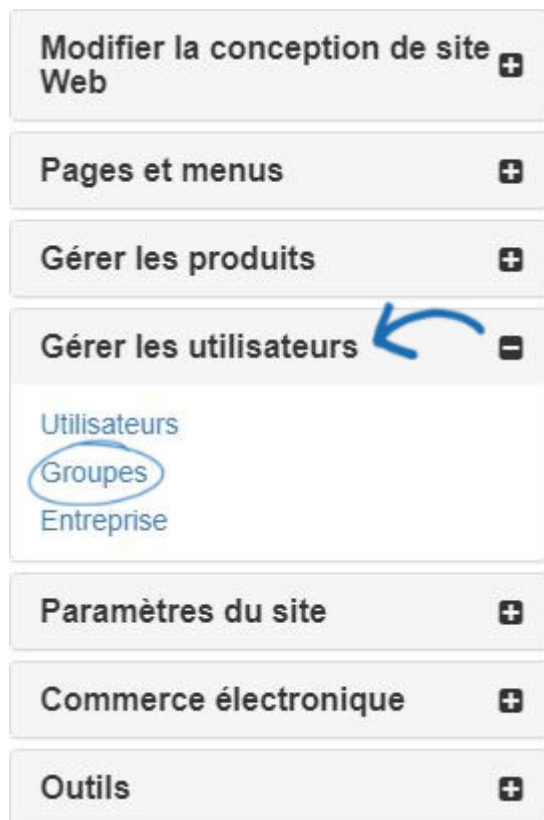 Modifier la conception de site
Web
Pages et menus
Gérer les produits
Gérer les utilisateurs
Utilisateurs
Groupes
Entreprise
Paramètres du site
Commerce électronique
Outils